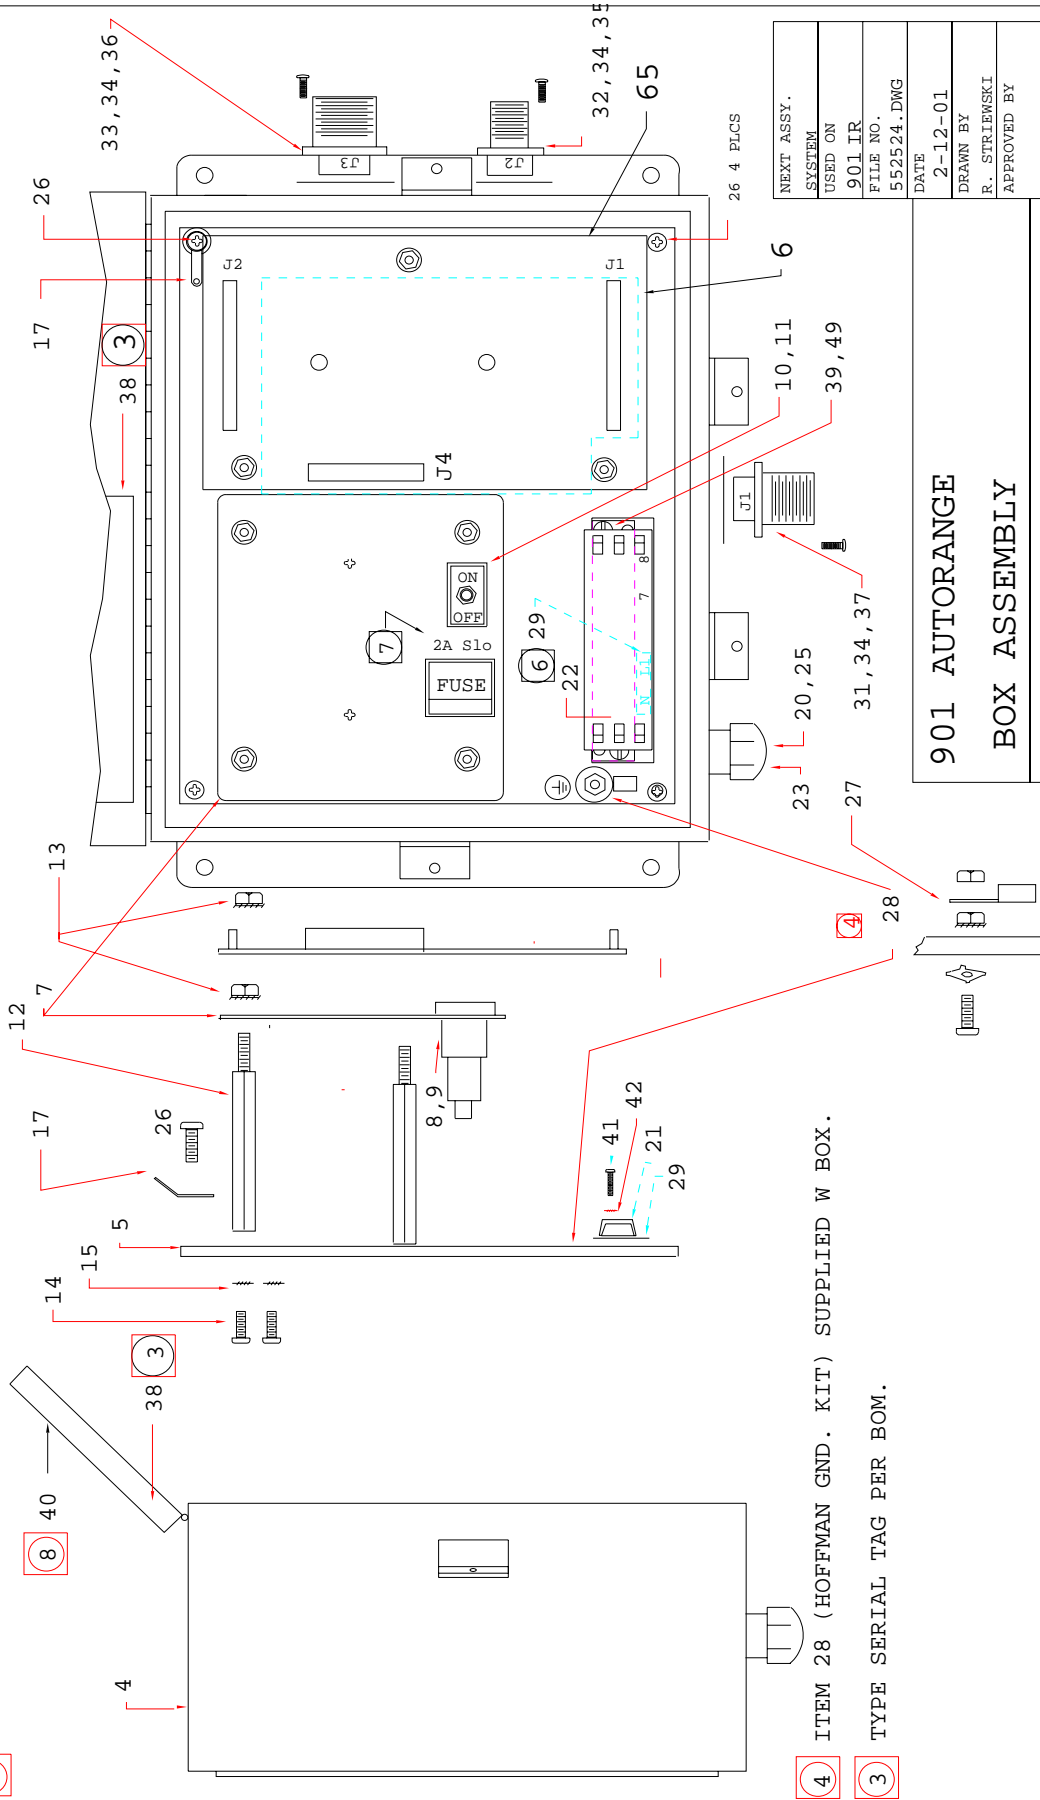 33,34,36
32,34,35
65
26
17
3
38
J3
J2
26 4 PLCS
J2
J1
J4
6
10,11
39,49
ON
OFF
7
2A Slo
FUSE
6
29
22
N L1
7
8
J1
31,34,37
20,25
23
NEXT ASSY.
SYSTEM
USED ON
901 IR
FILE NO.
552524.DWG
DATE
2-12-01
DRAWN BY
R. STRIEWSKI
APPROVED BY
901 AUTORANGE
BOX ASSEMBLY
13
7
12
17
26
5
15
14
8,9
41
42
21
29
4
28
27
3
38
40
8
4
4 ITEM 28 (HOFFMAN GND. KIT) SUPPLIED W BOX.
3 TYPE SERIAL TAG PER BOM.